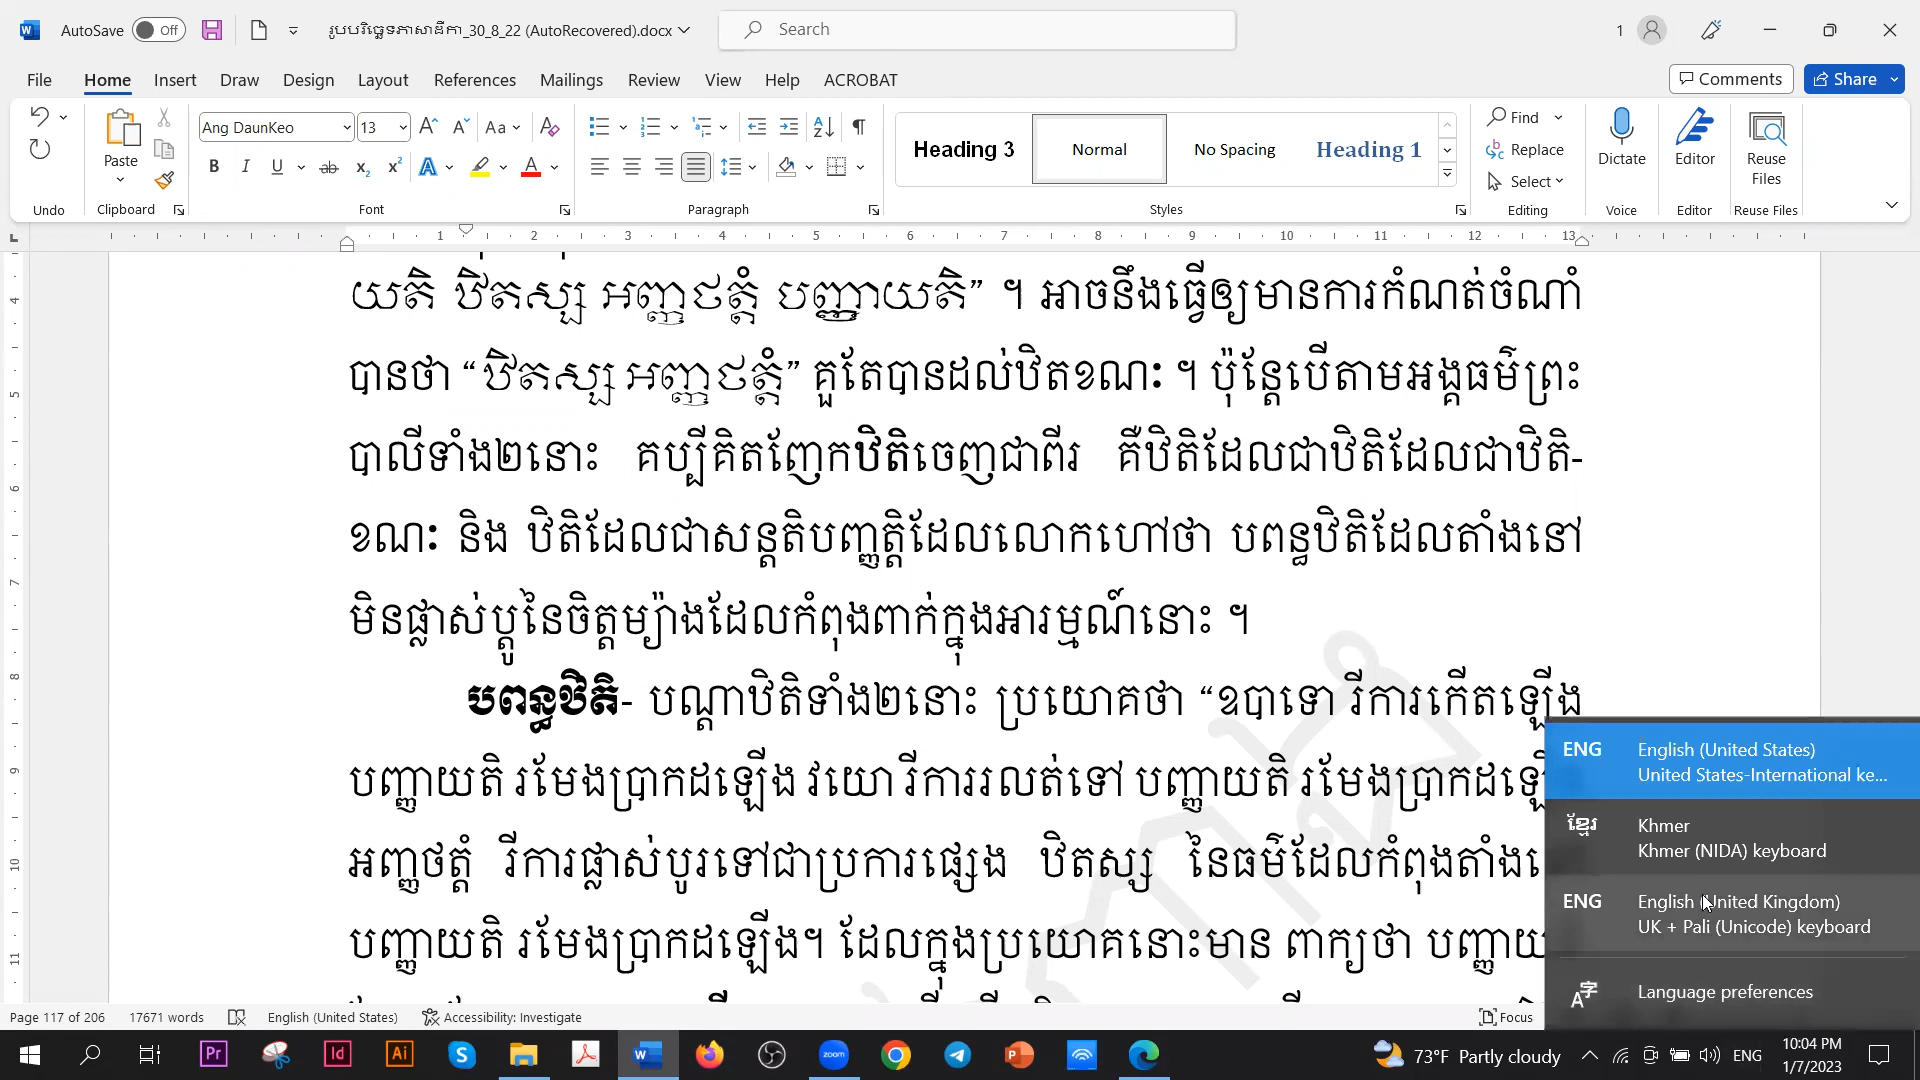 AutoSave Off រូបបរិច្ឆេទភាសាដីកា_30_8_22 (AutoRecovered).docx Search 1
File Home Insert Draw Design Layout References Mailings Review View Help ACROBAT Comments Share
Ang DaunKeo 13 Aa Heading 3 Normal No Spacing Heading 1 Find Replace Select
Paste Dictate Editor Reuse Files
Undo Clipboard Font Paragraph Styles Editing Voice Editor Reuse Files
1 2 3 4 5 6 7 8 9 10 11 12 13
យតិ ឋិតស្ស អញ្ញថត្តំ បញ្ញាយតិ” ។ អាចនឹងធ្វើឲ្យមានការកំណត់ចំណាំ
បានថា “ឋិតស្ស អញ្ញថត្តំ” គួតែបានដល់ឋិតខណៈ ។ ប៉ុន្តែបើតាមអង្គធម៌ព្រះ
បាលីទាំង២នោះ គប្បីគិតញែកឋិតិចេញជាពីរ គឺឋិតិដែលជាឋិតិដែលជាឋិតិ-
ខណៈ និង ឋិតិដែលជាសន្តតិបញ្ញត្តិដែលលោកហៅថា បពន្ធឋិតិដែលតាំងនៅ
មិនផ្លាស់ប្តូនៃចិត្តម្យ៉ាងដែលកំពុងពាក់ក្នុងអារម្មណ៍នោះ ។
បពន្ធឋិតិ- បណ្តាឋិតិទាំង២នោះ ប្រយោគថា “ឧបាទោ រីការកើតឡើង
បញ្ញាយតិ រមែងប្រាកដឡើង វយោ រីការរលត់ទៅ បញ្ញាយតិ រមែងប្រាកដឡើ
អញ្ញថត្តំ រីការផ្លាស់បូរទៅជាប្រការផ្សេង ឋិតស្ស នៃធម៌ដែលកំពុងតាំង
បញ្ញាយតិ រមែងប្រាកដឡើង។ ដែលក្នុងប្រយោគនោះមាន ពាក្យថា បញ្ញាយ
ENG English (United States)
United States-International ke...
ខ្មែរ Khmer
Khmer (NIDA) keyboard
ENG English (United Kingdom)
UK + Pali (Unicode) keyboard
Language preferences
Page 117 of 206 17671 words English (United States) Accessibility: Investigate Focus
73°F Partly cloudy ENG 10:04 PM
1/7/2023